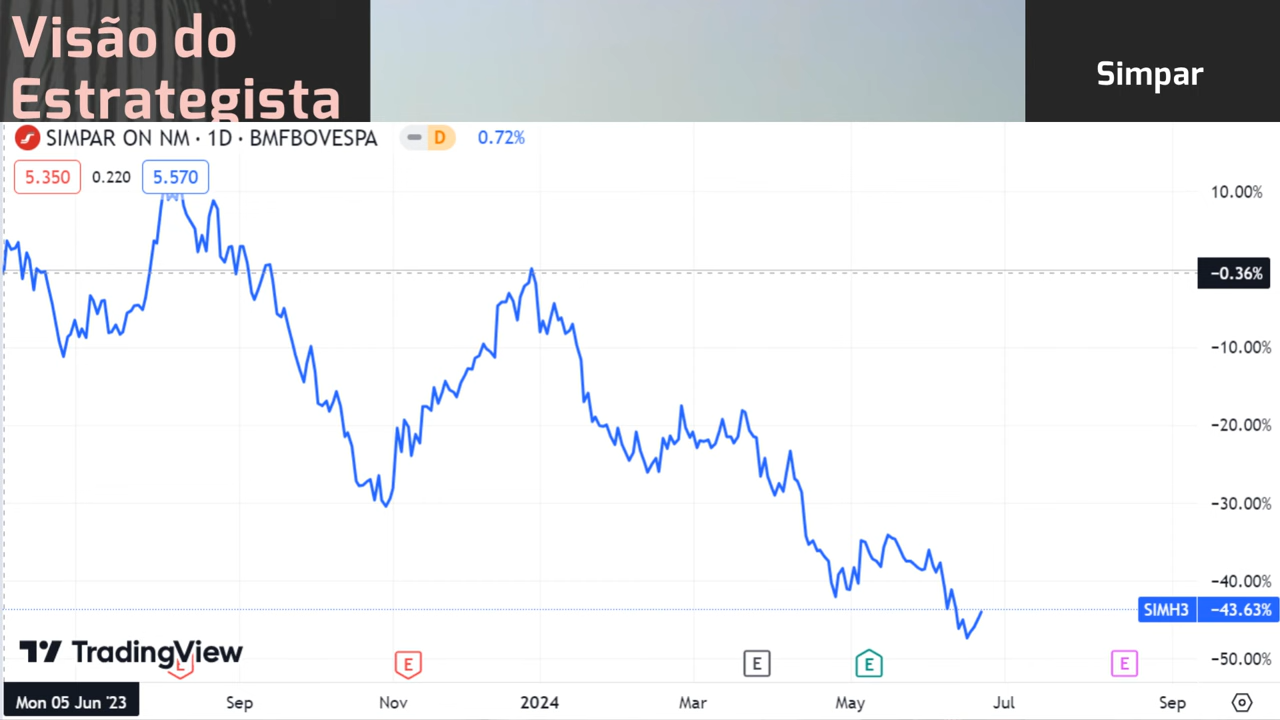 Visão do
Estrategista
Simpar
SIMPAR ON NM · 1D · BMFBOVESPA
D
0.72%
5.350
0.220
5.570
10.00%
−0.36%
−10.00%
−20.00%
−30.00%
−40.00%
SIMH3 −43.63%
−50.00%
TradingView
E
E
E
E
Mon 05 Jun '23
Sep
Nov
2024
Mar
May
Jul
Sep